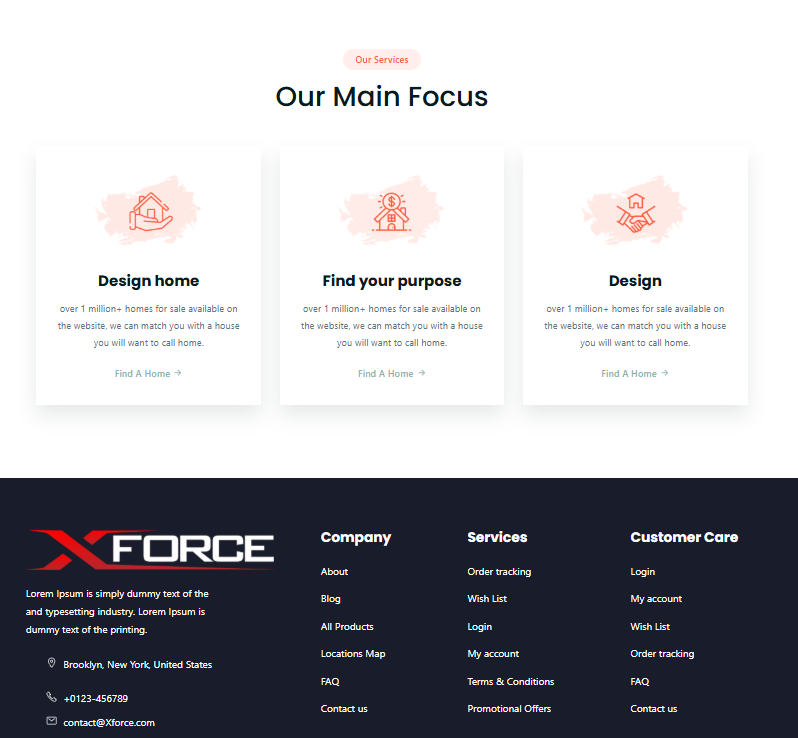 Our Services
Our Main Focus
Design home
over 1 million+ homes for sale available on
the website, we can match you with a house
you will want to call home.
Find A Home →
Find your purpose
over 1 million+ homes for sale available on
the website, we can match you with a house
you will want to call home.
Find A Home →
Design
over 1 million+ homes for sale available on
the website, we can match you with a house
you will want to call home.
Find A Home →
XFORCE
Lorem Ipsum is simply dummy text of the
and typesetting industry. Lorem Ipsum is
dummy text of the printing.
Brooklyn, New York, United States
+0123-456789
contact@Xforce.com
Company
About
Blog
All Products
Locations Map
FAQ
Contact us
Services
Order tracking
Wish List
Login
My account
Terms & Conditions
Promotional Offers
Customer Care
Login
My account
Wish List
Order tracking
FAQ
Contact us